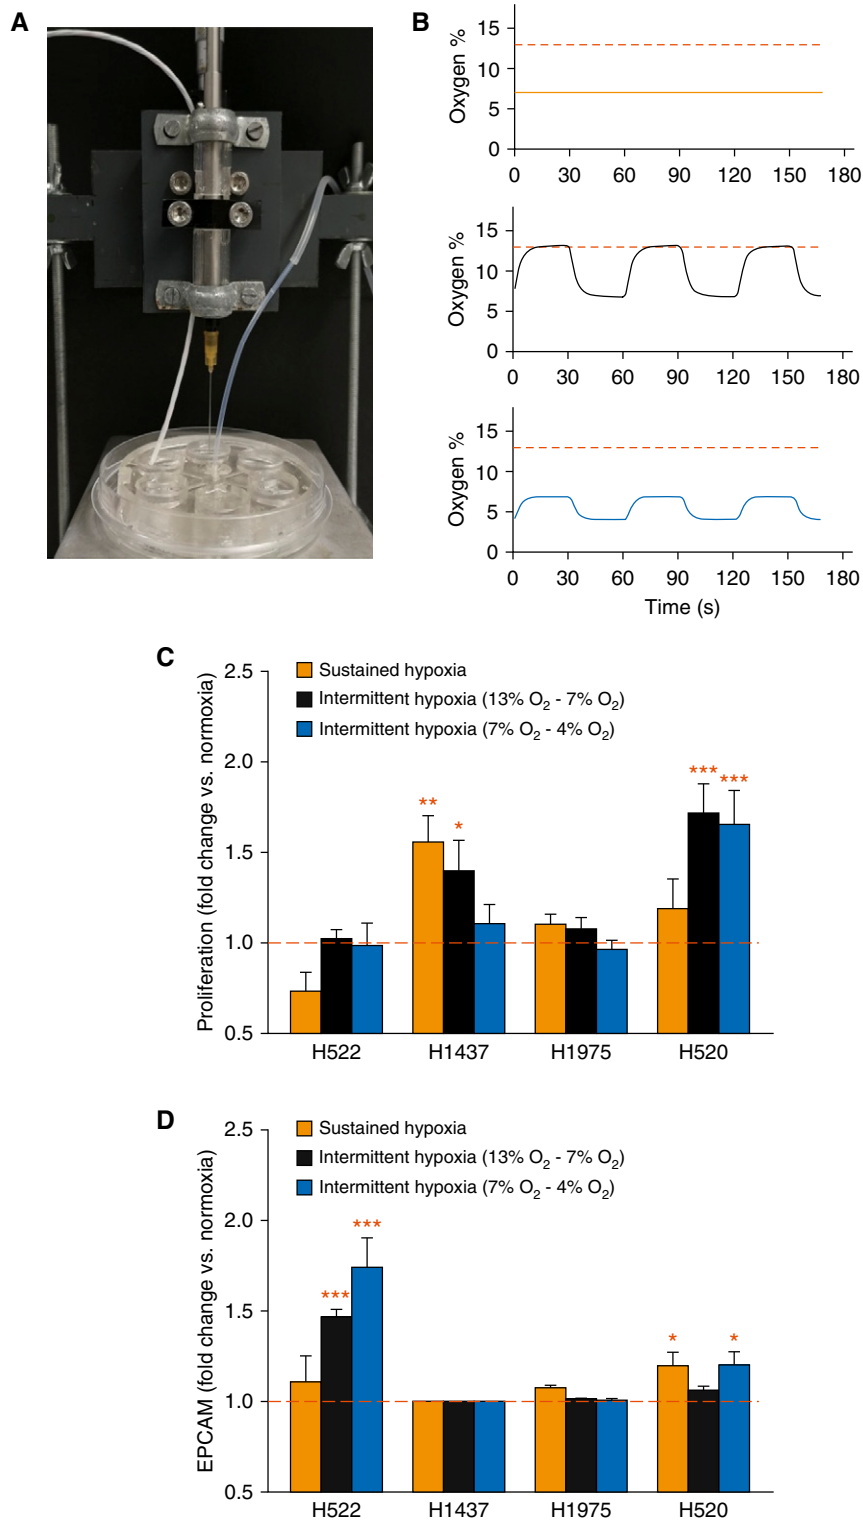 A
B
Oxygen %
15
10
5
0
0 30 60 90 120 150 180
Oxygen %
15
10
5
0
0 30 60 90 120 150 180
Oxygen %
15
10
5
0
0 30 60 90 120 150 180
Time (s)
C
Proliferation (fold change vs. normoxia)
2.5
2.0
1.5
1.0
0.5
Sustained hypoxia
Intermittent hypoxia (13% O2 - 7% O2)
Intermittent hypoxia (7% O2 - 4% O2)
** * *** ***
H522 H1437 H1975 H520
D
EPCAM (fold change vs. normoxia)
2.5
2.0
1.5
1.0
0.5
Sustained hypoxia
Intermittent hypoxia (13% O2 - 7% O2)
Intermittent hypoxia (7% O2 - 4% O2)
*** *** * *
H522 H1437 H1975 H520